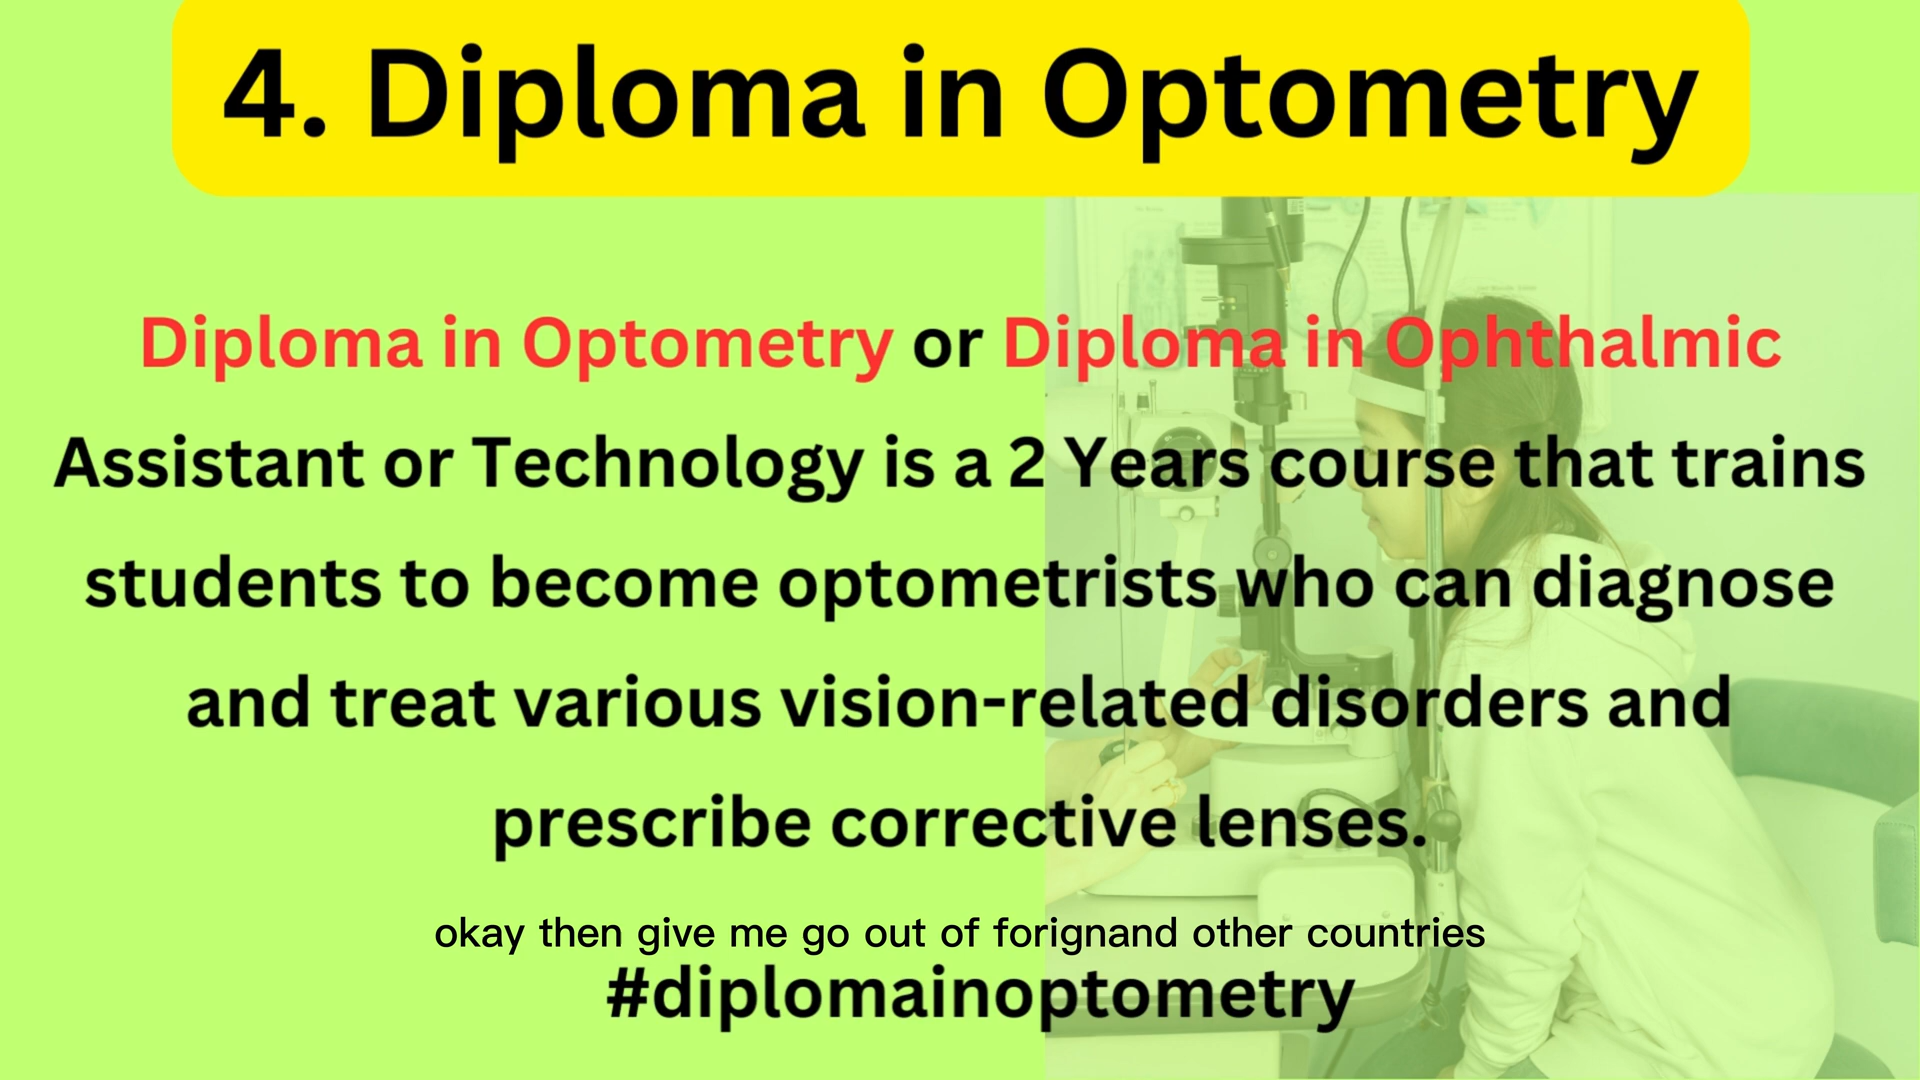 4. Diploma in Optometry
Diploma in Optometry or Diploma in Ophthalmic
Assistant or Technology is a 2 Years course that trains
students to become optometrists who can diagnose
and treat various vision-related disorders and
prescribe corrective lenses.
okay then give me go out of forignand other countries
#diplomainoptometry